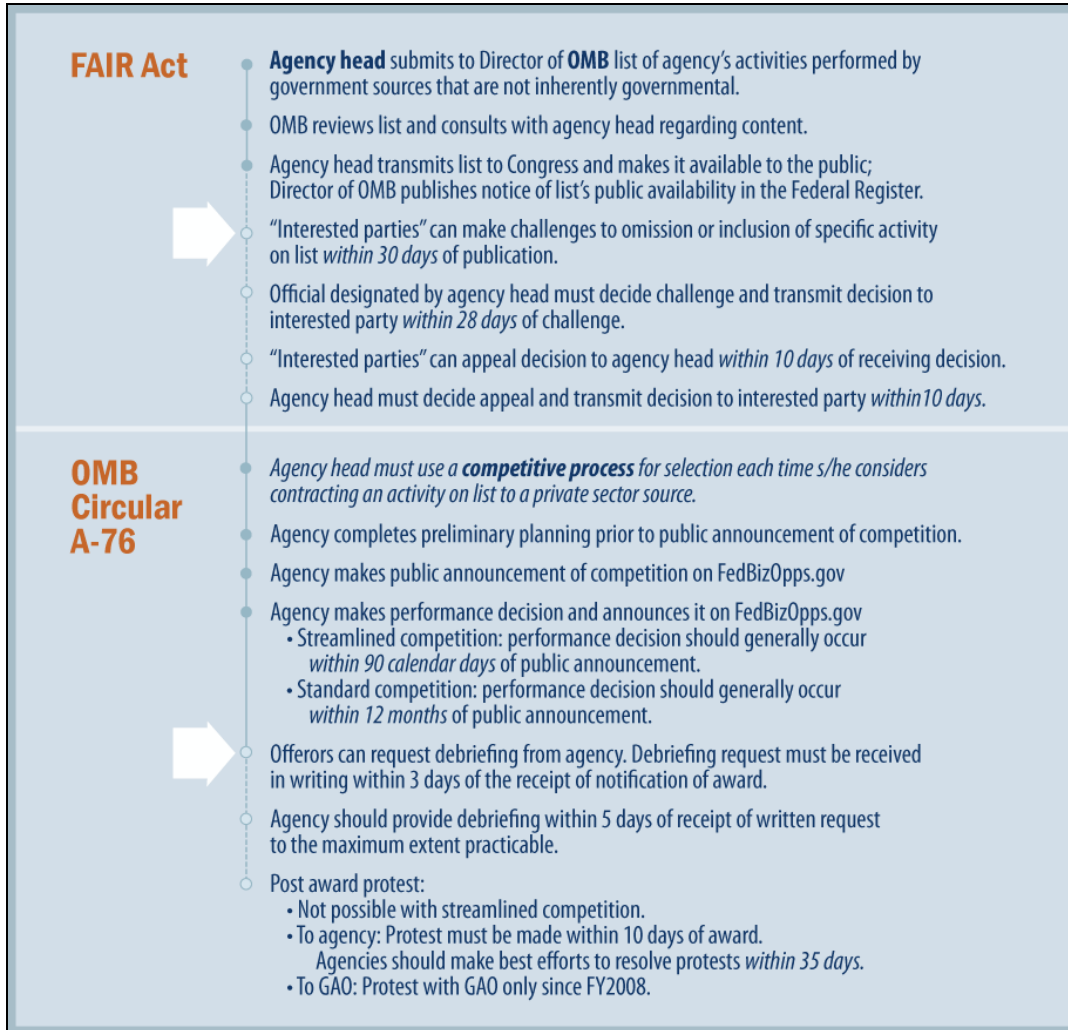 FAIR Act
Agency head submits to Director of OMB list of agency's activities performed by
government sources that are not inherently governmental.
OMB reviews list and consults with agency head regarding content.
Agency head transmits list to Congress and makes it available to the public;
Director of OMB publishes notice of list's public availability in the Federal Register.
“Interested parties” can make challenges to omission or inclusion of specific activity
on list within 30 days of publication.
Official designated by agency head must decide challenge and transmit decision to
interested party within 28 days of challenge.
“Interested parties” can appeal decision to agency head within 10 days of receiving decision.
Agency head must decide appeal and transmit decision to interested party within10 days.
OMB
Circular
A-76
Agency head must use a competitive process for selection each time s/he considers
contracting an activity on list to a private sector source.
Agency completes preliminary planning prior to public announcement of competition.
Agency makes public announcement of competition on FedBizOpps.gov
Agency makes performance decision and announces it on FedBizOpps.gov
• Streamlined competition: performance decision should generally occur
within 90 calendar days of public announcement.
• Standard competition: performance decision should generally occur
within 12 months of public announcement.
Offerors can request debriefing from agency. Debriefing request must be received
in writing within 3 days of the receipt of notification of award.
Agency should provide debriefing within 5 days of receipt of written request
to the maximum extent practicable.
Post award protest:
• Not possible with streamlined competition.
• To agency: Protest must be made within 10 days of award.
Agencies should make best efforts to resolve protests within 35 days.
• To GAO: Protest with GAO only since FY2008.